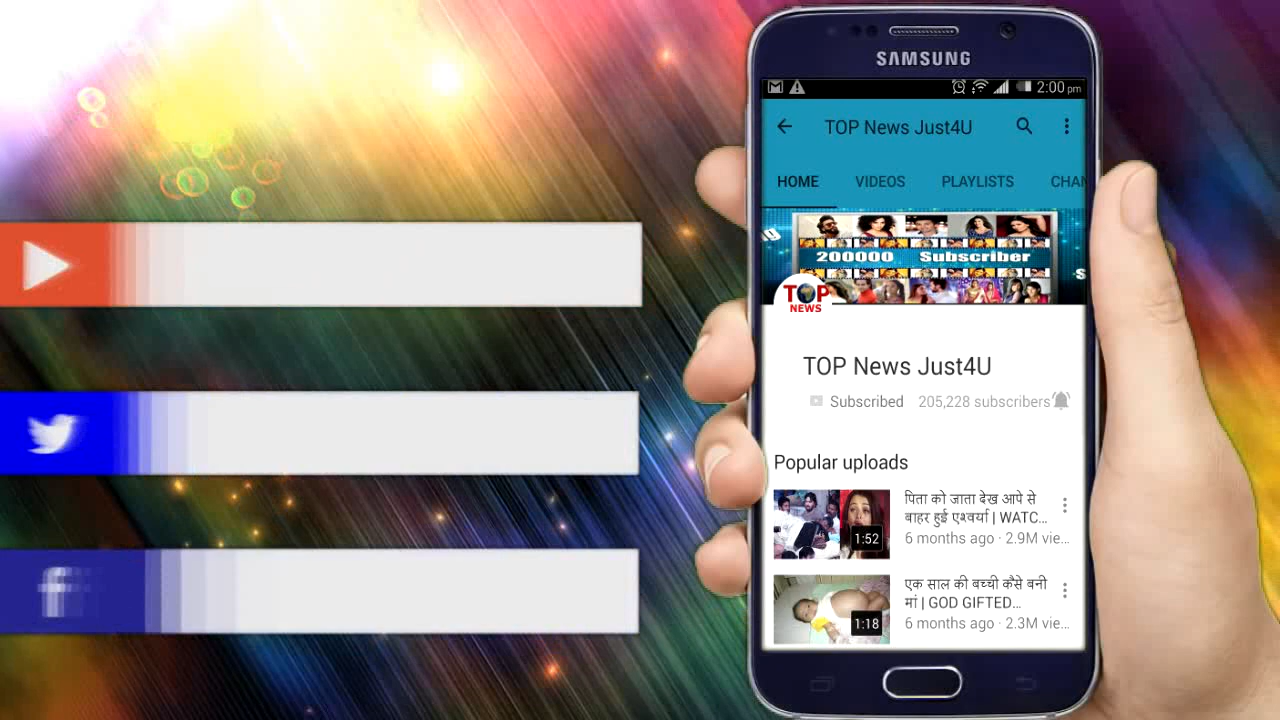 SAMSUNG
2:00 pm
TOP News Just4U
HOME VIDEOS PLAYLISTS CHAN
200000 Subscriber
TOP
NEWS
TOP News Just4U
Subscribed 205,228 subscribers
Popular uploads
पिता को जाता देख आपे से
बाहर हुई एश्वर्या | WATC...
6 months ago · 2.9M vie...
1:52
एक साल की बच्ची कैसे बनी
मां | GOD GIFTED...
6 months ago · 2.3M vie...
1:18